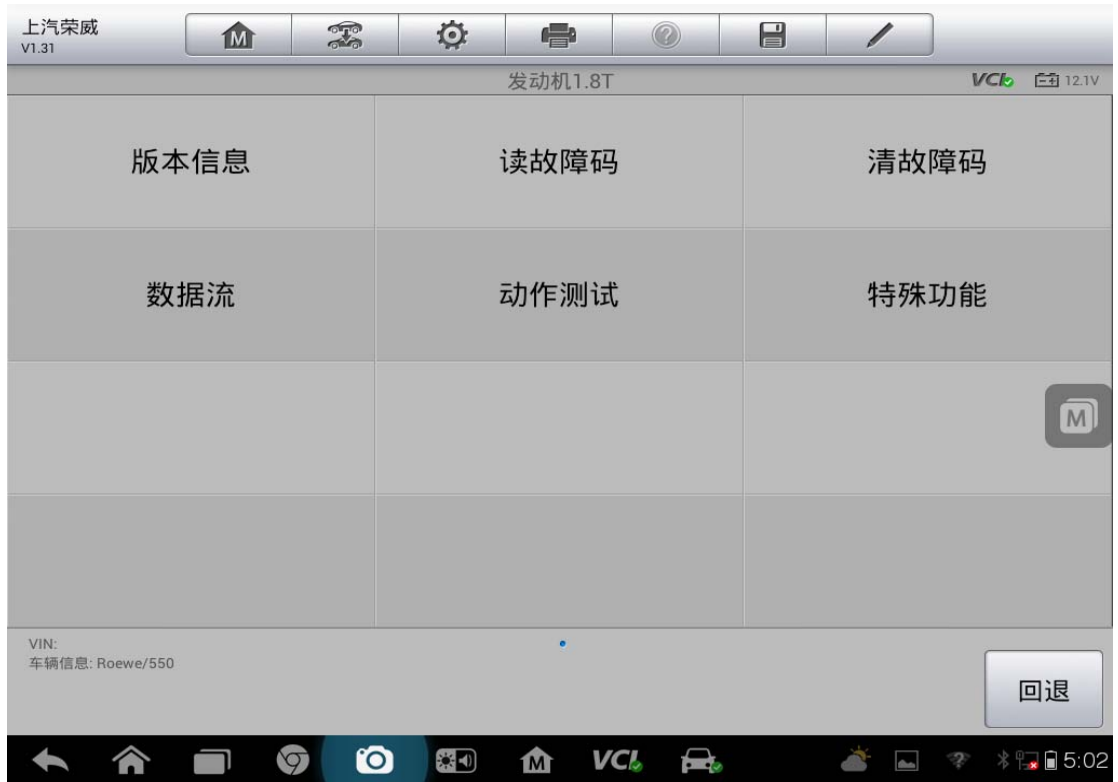 上汽荣威
V1.31
M
发动机1.8T
VCI
12.1V
版本信息
读故障码
清故障码
数据流
动作测试
特殊功能
M
VIN:
车辆信息: Roewe/550
回退
M
VCI
5:02